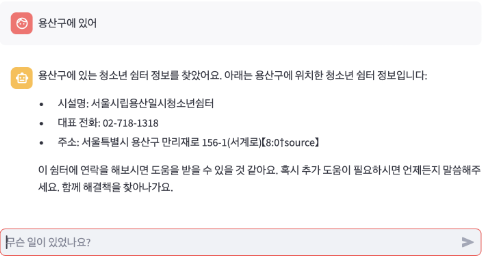 용산구에 있어
용산구에 있는 청소년 쉼터 정보를 찾았어요. 아래는 용산구에 위치한 청소년 쉼터 정보입니다:
• 시설명: 서울시립용산일시청소년쉼터
• 대표 전화: 02-718-1318
• 주소: 서울특별시 용산구 만리재로 156-1(서계로)【8:0†source】
이 쉼터에 연락을 해보시면 도움을 받을 수 있을 것 같아요. 혹시 추가 도움이 필요하시면 언제든지 말씀해주
세요. 함께 해결책을 찾아나가요.
무슨 일이 있었나요?